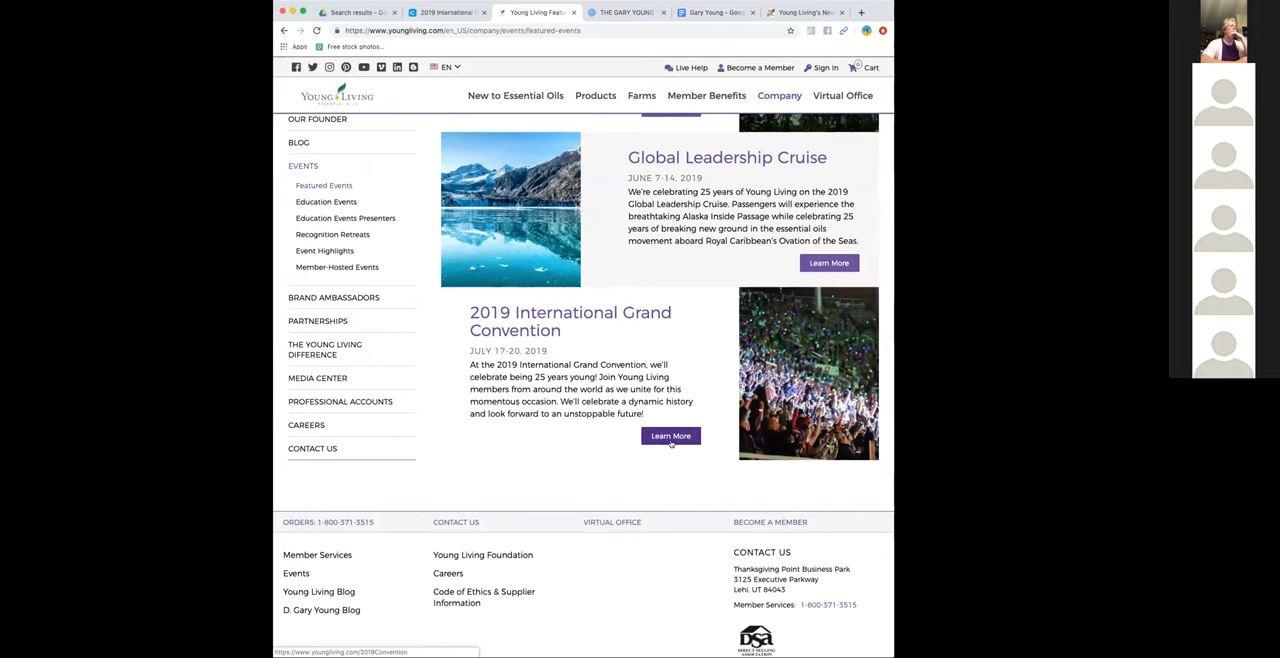 Search results - Go
2019 International
Young Living Featu
THE GARY YOUNG
Gary Young - Goog
Young Living's New
https://www.youngliving.com/en_US/company/events/featured-events
Apps
Free stock photos...
EN
Live Help
Become a Member
Sign In
0
Cart
YOUNG LIVING
ESSENTIAL OILS
New to Essential Oils
Products
Farms
Member Benefits
Company
Virtual Office
OUR FOUNDER
BLOG
EVENTS
Featured Events
Education Events
Education Events Presenters
Recognition Retreats
Event Highlights
Member-Hosted Events
BRAND AMBASSADORS
PARTNERSHIPS
THE YOUNG LIVING
DIFFERENCE
MEDIA CENTER
PROFESSIONAL ACCOUNTS
CAREERS
CONTACT US
Global Leadership Cruise
JUNE 7-14, 2019
We're celebrating 25 years of Young Living on the 2019
Global Leadership Cruise. Passengers will experience the
breathtaking Alaska Inside Passage while celebrating 25
years of breaking new ground in the essential oils
movement aboard Royal Caribbean's Ovation of the Seas.
Learn More
2019 International Grand
Convention
JULY 17-20, 2019
At the 2019 International Grand Convention, we'll
celebrate being 25 years young! Join Young Living
members from around the world as we unite for this
momentous occasion. We'll celebrate a dynamic history
and look forward to an unstoppable future!
Learn More
ORDERS: 1-800-371-3515
CONTACT US
VIRTUAL OFFICE
BECOME A MEMBER
Member Services
Events
Young Living Blog
D. Gary Young Blog
Young Living Foundation
Careers
Code of Ethics & Supplier
Information
CONTACT US
Thanksgiving Point Business Park
3125 Executive Parkway
Lehi, UT 84043
Member Services: 1-800-371-3515
DSA
DIRECT SELLING
ASSOCIATION
https://www.youngliving.com/2019Convention